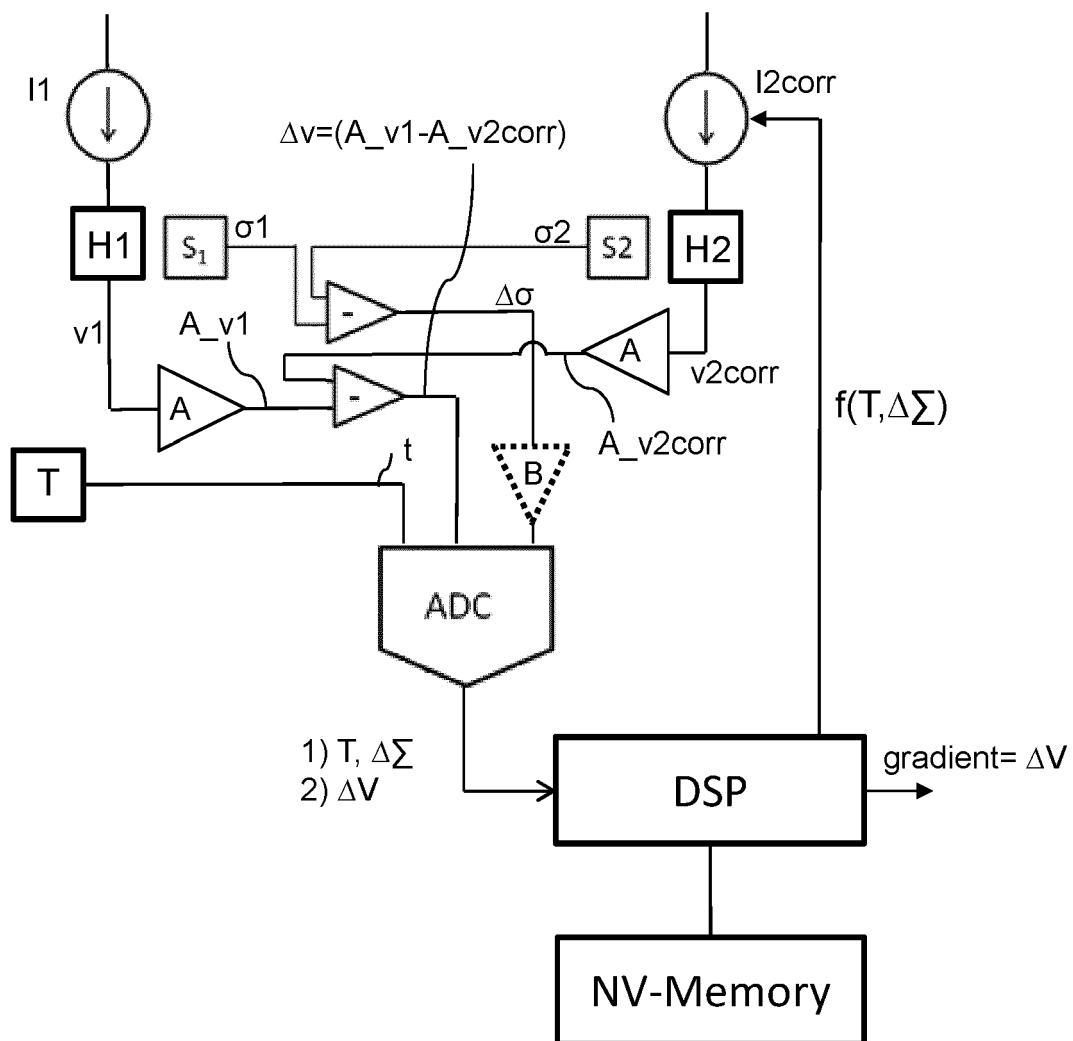 I1
I2corr
Δv=(A_v1-A_v2corr)
H1
S₁
σ1
σ2
S2
H2
-
Δσ
v1
A_v1
A
v2corr
A
-
A_v2corr
f(T,Δ∑)
T
t
B
ADC
1) T, Δ∑
2) ΔV
DSP
gradient= ΔV
NV-Memory